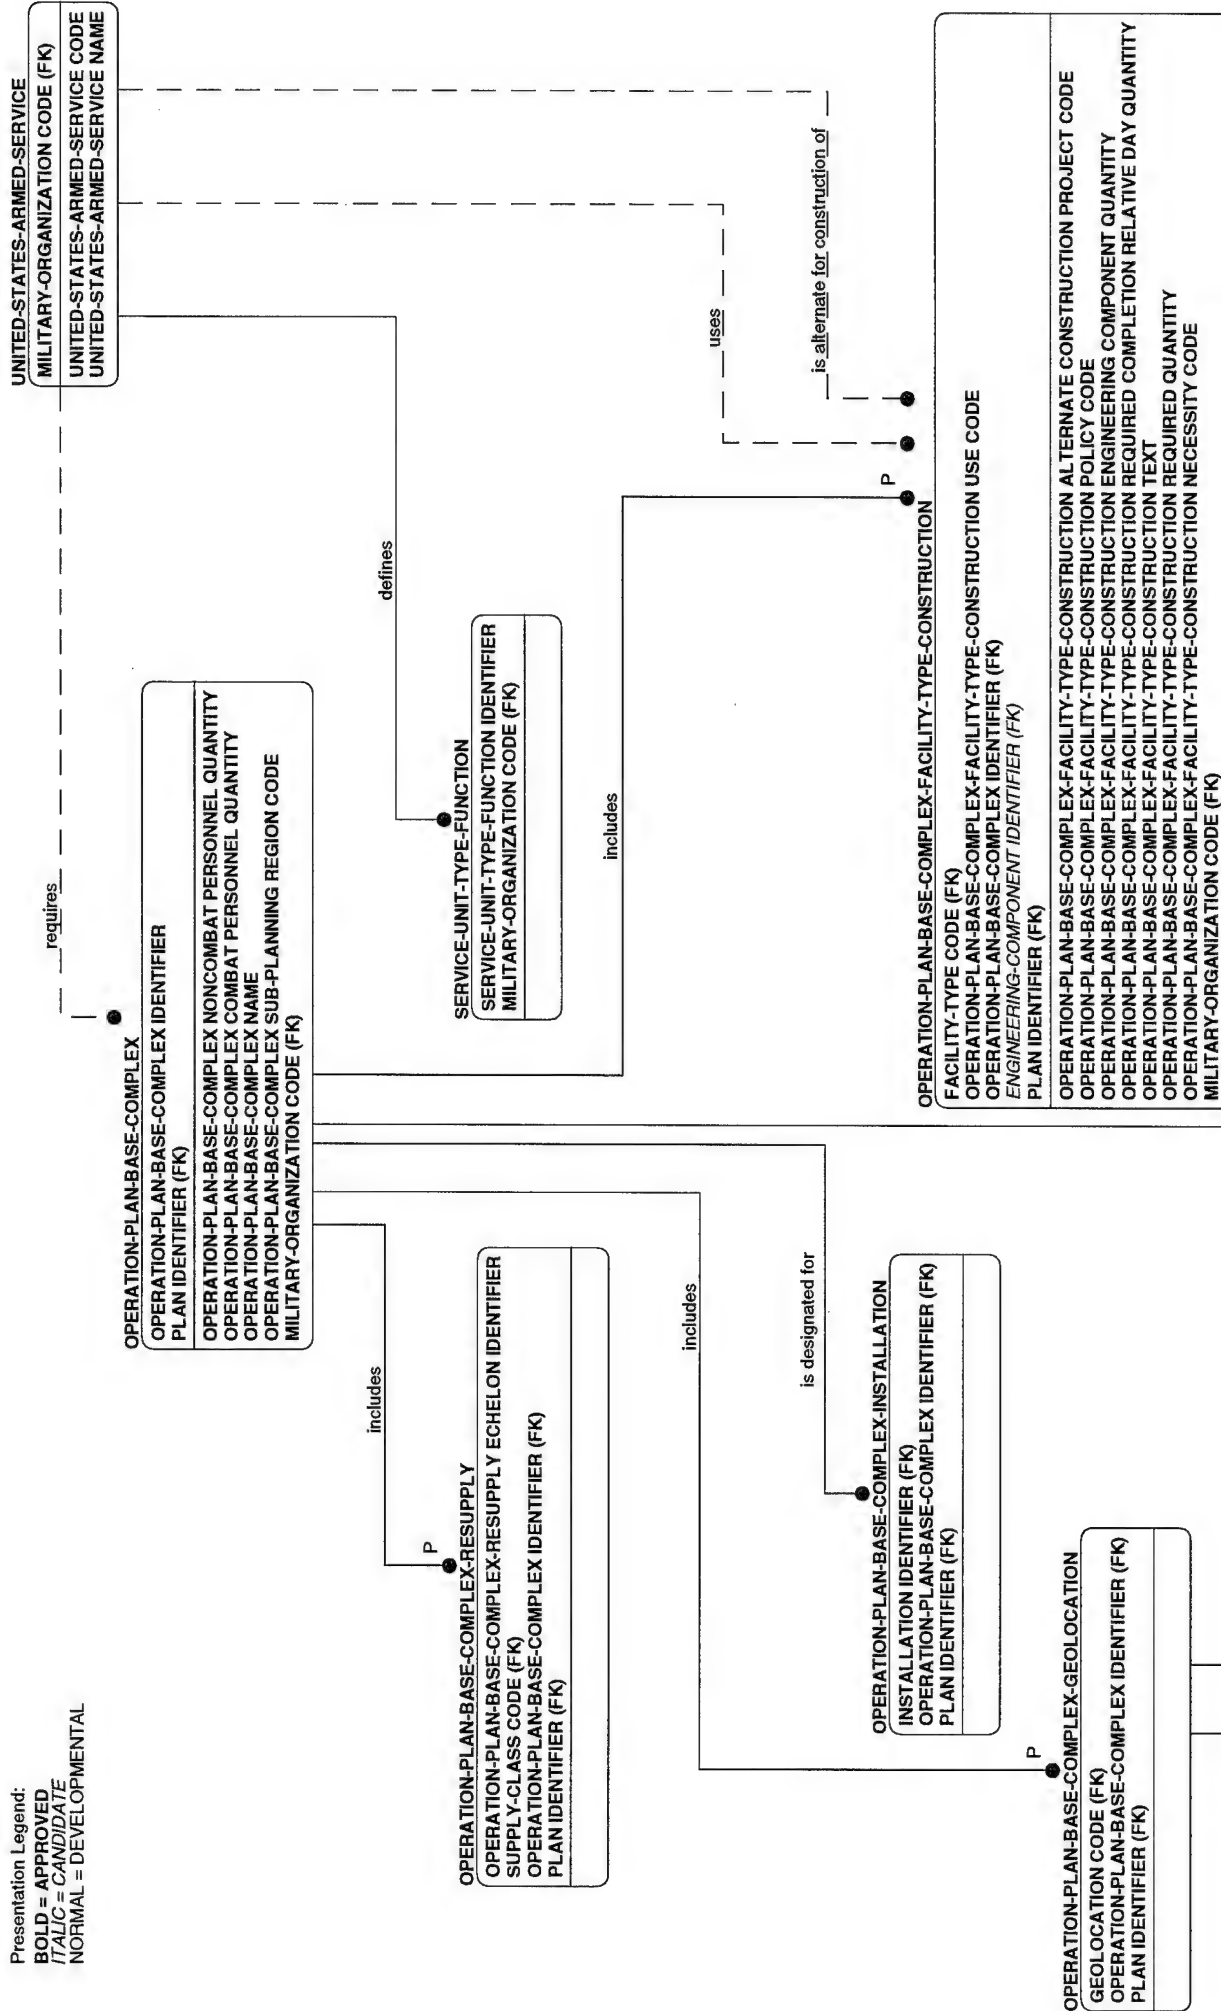 Presentation Legend:
BOLD = APPROVED
ITALIC = CANDIDATE
NORMAL = DEVELOPMENTAL
UNITED-STATES-ARMED-SERVICE
MILITARY-ORGANIZATION CODE (FK)
UNITED-STATES-ARMED-SERVICE CODE
UNITED-STATES-ARMED-SERVICE NAME
requires
OPERATION-PLAN-BASE-COMPLEX
OPERATION-PLAN-BASE-COMPLEX IDENTIFIER
PLAN IDENTIFIER (FK)
OPERATION-PLAN-BASE-COMPLEX NONCOMBAT PERSONNEL QUANTITY
OPERATION-PLAN-BASE-COMPLEX COMBAT PERSONNEL QUANTITY
OPERATION-PLAN-BASE-COMPLEX NAME
OPERATION-PLAN-BASE-COMPLEX SUB-PLANNING REGION CODE
MILITARY-ORGANIZATION CODE (FK)
defines
includes
P
OPERATION-PLAN-BASE-COMPLEX-RESUPPLY
OPERATION-PLAN-BASE-COMPLEX-RESUPPLY ECHELON IDENTIFIER
SUPPLY-CLASS CODE (FK)
OPERATION-PLAN-BASE-COMPLEX IDENTIFIER (FK)
PLAN IDENTIFIER (FK)
SERVICE-UNIT-TYPE-FUNCTION
SERVICE-UNIT-TYPE-FUNCTION IDENTIFIER
MILITARY-ORGANIZATION CODE (FK)
includes
includes
uses
is alternate for construction of
is designated for
OPERATION-PLAN-BASE-COMPLEX-INSTALLATION
INSTALLATION IDENTIFIER (FK)
OPERATION-PLAN-BASE-COMPLEX IDENTIFIER (FK)
PLAN IDENTIFIER (FK)
P
OPERATION-PLAN-BASE-COMPLEX-FACILITY-TYPE-CONSTRUCTION
FACILITY-TYPE CODE (FK)
OPERATION-PLAN-BASE-COMPLEX-FACILITY-TYPE-CONSTRUCTION USE CODE
OPERATION-PLAN-BASE-COMPLEX IDENTIFIER (FK)
ENGINEERING-COMPONENT IDENTIFIER (FK)
PLAN IDENTIFIER (FK)
OPERATION-PLAN-BASE-COMPLEX-FACILITY-TYPE-CONSTRUCTION ALTERNATE CONSTRUCTION PROJECT CODE
OPERATION-PLAN-BASE-COMPLEX-FACILITY-TYPE-CONSTRUCTION POLICY CODE
OPERATION-PLAN-BASE-COMPLEX-FACILITY-TYPE-CONSTRUCTION ENGINEERING COMPONENT QUANTITY
OPERATION-PLAN-BASE-COMPLEX-FACILITY-TYPE-CONSTRUCTION REQUIRED COMPLETION RELATIVE DAY QUANTITY
OPERATION-PLAN-BASE-COMPLEX-FACILITY-TYPE-CONSTRUCTION TEXT
OPERATION-PLAN-BASE-COMPLEX-FACILITY-TYPE-CONSTRUCTION REQUIRED QUANTITY
OPERATION-PLAN-BASE-COMPLEX-FACILITY-TYPE-CONSTRUCTION NECESSITY CODE
MILITARY-ORGANIZATION CODE (FK)
P
OPERATION-PLAN-BASE-COMPLEX-GEOLOCATION
GEOLOCATION CODE (FK)
OPERATION-PLAN-BASE-COMPLEX IDENTIFIER (FK)
PLAN IDENTIFIER (FK)